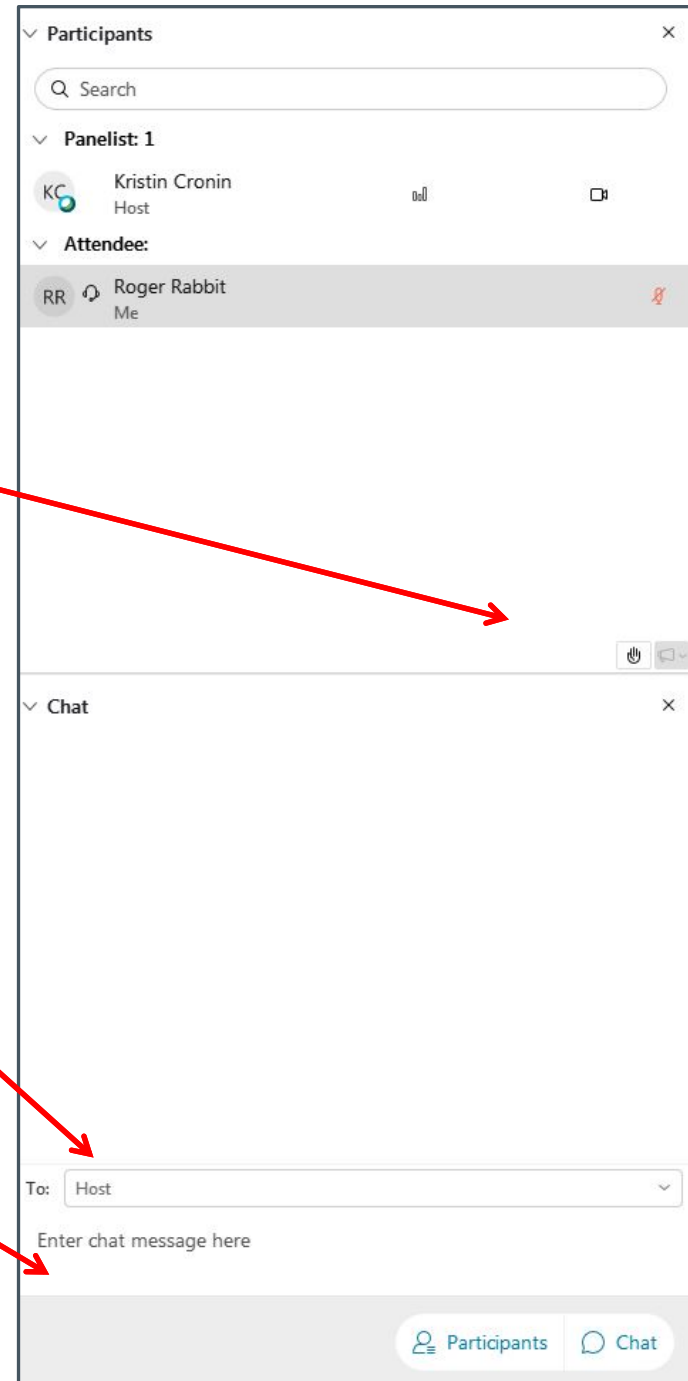 Participants
Search
Panelist: 1
KC
Kristin Cronin
Host
Attendee:
RR
Roger Rabbit
Me
Chat
To: Host
Enter chat message here
Participants Chat